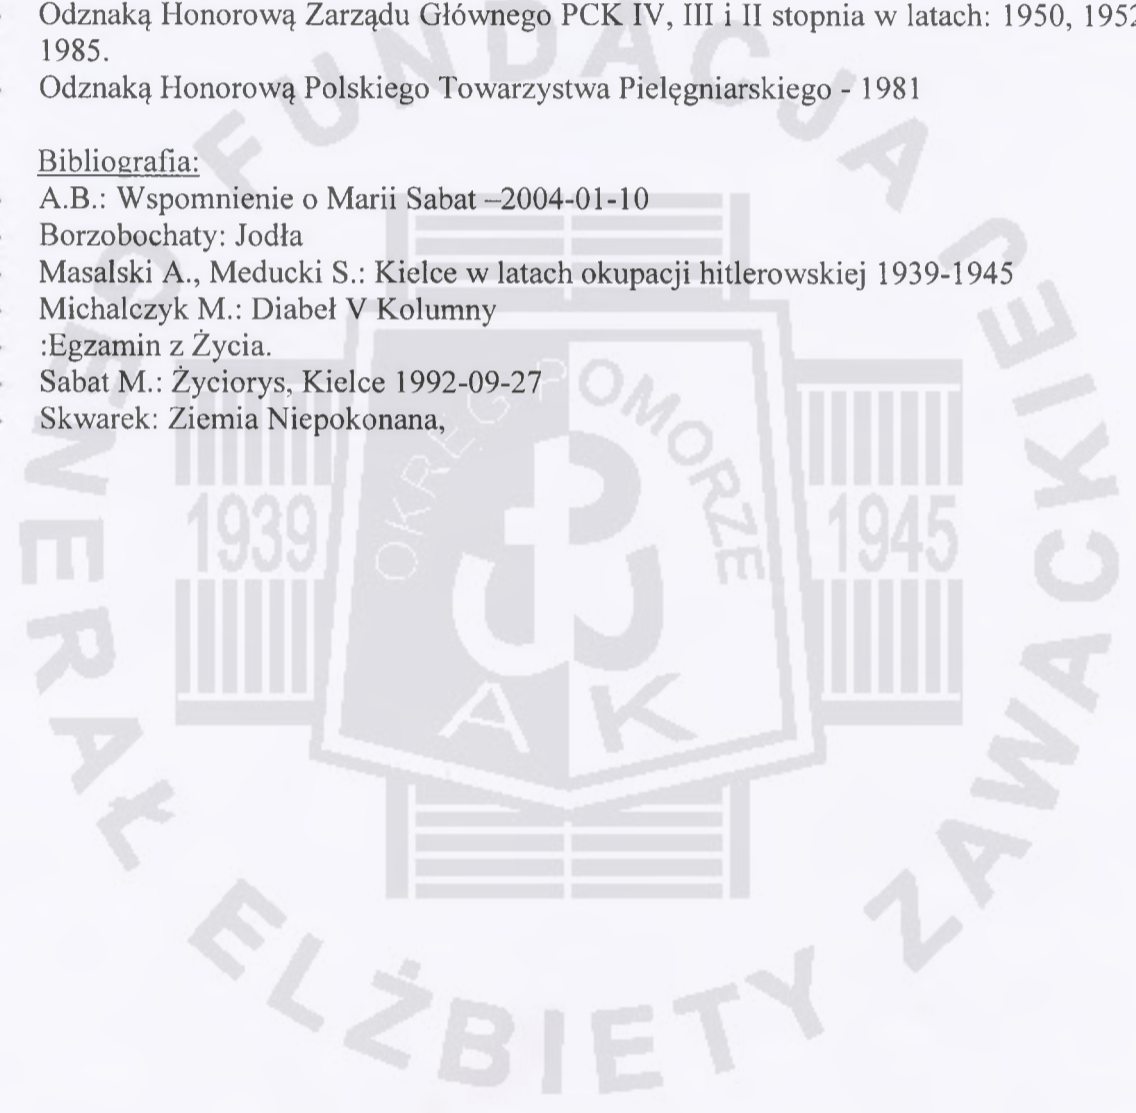 - Odznaką Honorową Zarządu Głównego PCK IV, III i II stopnia w latach: 1950, 1952
1985.
- Odznaką Honorową Polskiego Towarzystwa Pielęgniarskiego - 1981
Bibliografia:
- A.B.: Wspomnienie o Marii Sabat –2004-01-10
- Borzobochaty: Jodła
- Masalski A., Meducki S.: Kielce w latach okupacji hitlerowskiej 1939-1945
- Michalczyk M.: Diabeł V Kolumny
- :Egzamin z Życia.
- Sabat M.: Życiorys, Kielce 1992-09-27
- Skwarek: Ziemia Niepokonana,
FUNDACJA
GENERAŁ ELŻBIETY ZAWACKIEJ
OKRĘG POMORZE
1939
1945
A K